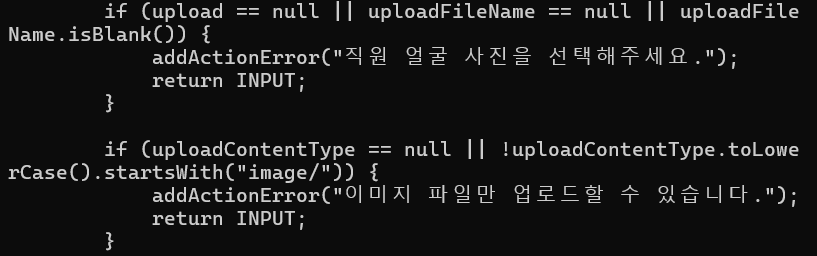 if (upload == null || uploadFileName == null || uploadFile
Name.isBlank()) {
addActionError("직원 얼굴 사진을 선택해주세요.");
return INPUT;
}
if (uploadContentType == null || !uploadContentType.toLowe
rCase().startsWith("image/")) {
addActionError("이미지 파일만 업로드할 수 있습니다.");
return INPUT;
}